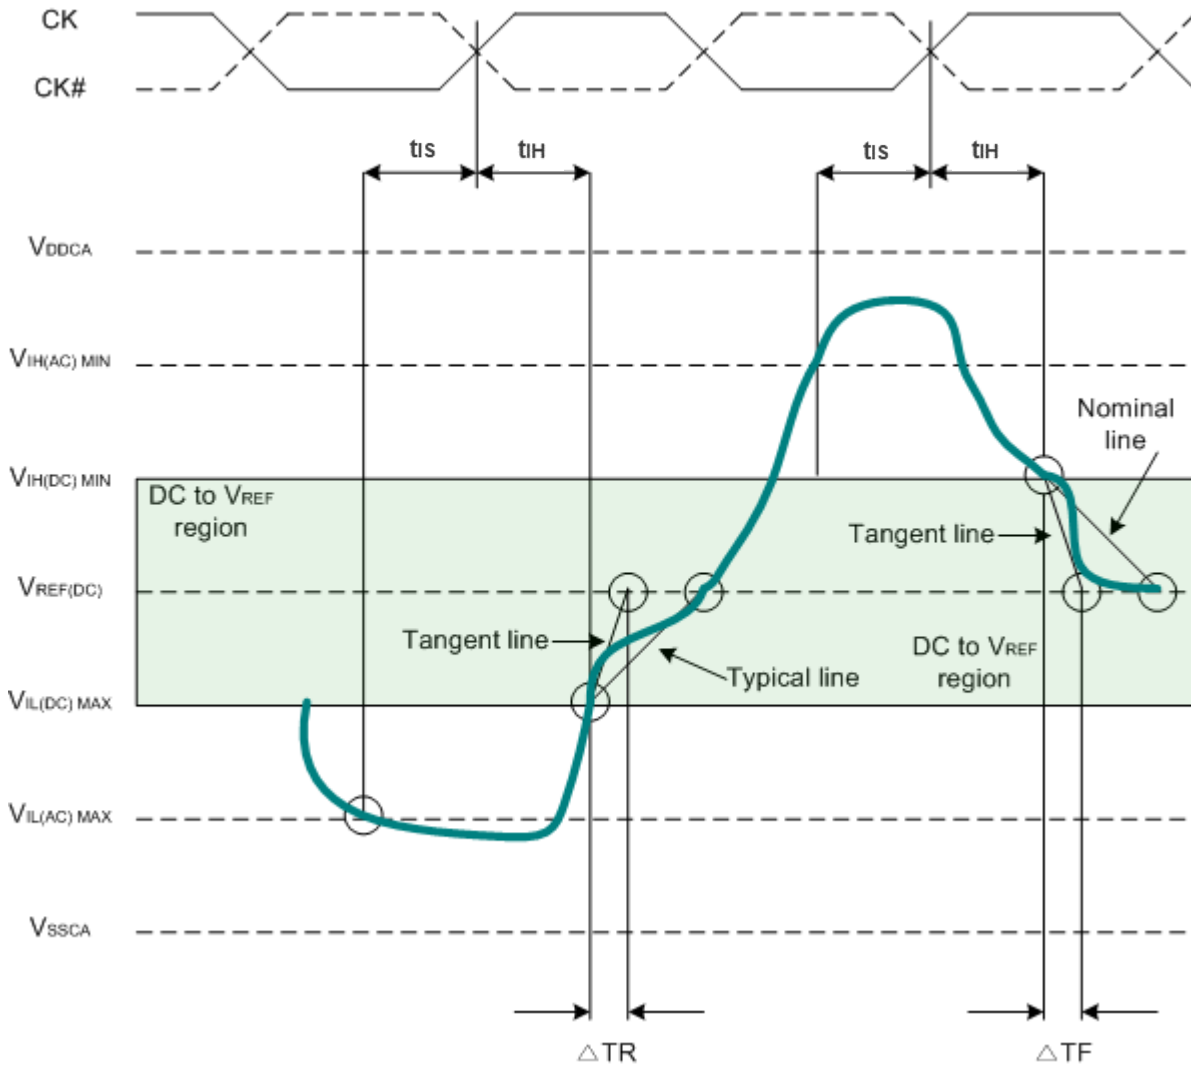 CK
CK#
tIS
tIH
tIS
tIH
VDDCA
VIH(AC) MIN
Nominal
line
VIH(DC) MIN
DC to VREF
region
Tangent line
VREF(DC)
Tangent line
DC to VREF
region
Typical line
VIL(DC) MAX
VIL(AC) MAX
VSSCA
△TR
△TF